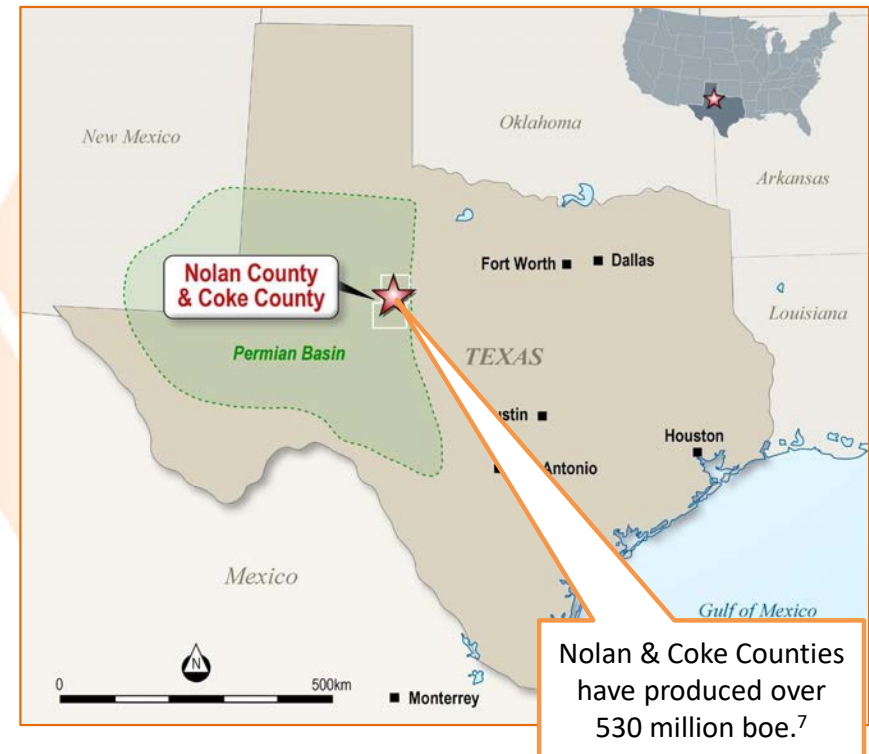 New Mexico
Oklahoma
Arkansas
Fort Worth
Dallas
Nolan County
& Coke County
Louisiana
Permian Basin
TEXAS
stin
Houston
Antonio
Mexico
Gulf of Mexico
N
0
500km
Monterrey
Nolan & Coke Counties
have produced over
530 million boe.7